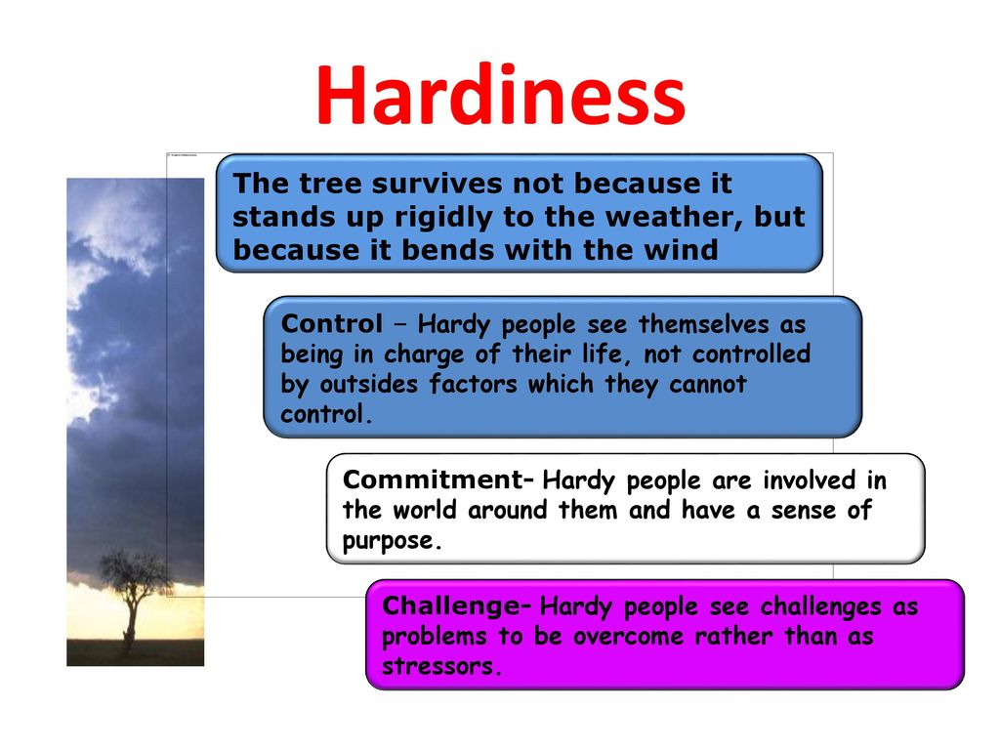 Hardiness
The tree survives not because it
stands up rigidly to the weather, but
because it bends with the wind
Control – Hardy people see themselves as
being in charge of their life, not controlled
by outsides factors which they cannot
control.
Commitment- Hardy people are involved in
the world around them and have a sense of
purpose.
Challenge- Hardy people see challenges as
problems to be overcome rather than as
stressors.